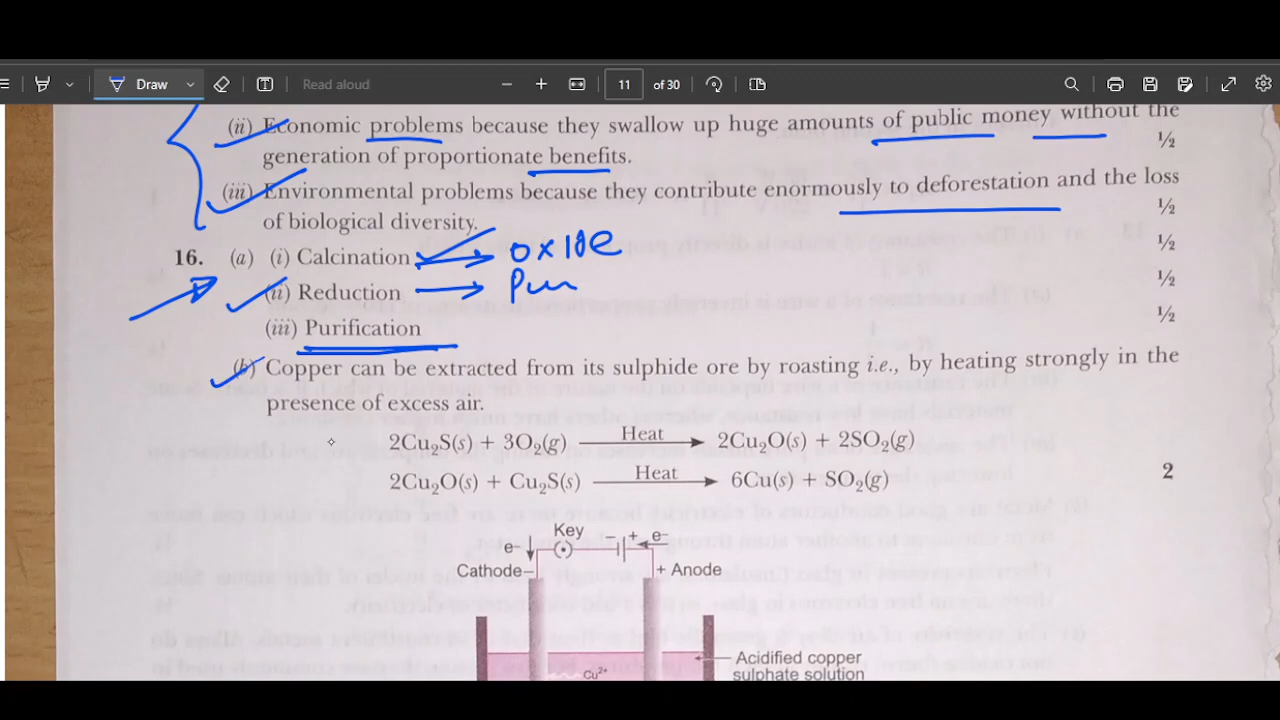 Draw
Read aloud
11 of 30
(ii) Economic problems because they swallow up huge amounts of public money without the
generation of proportionate benefits. ½
(iii) Environmental problems because they contribute enormously to deforestation and the loss
of biological diversity. ½
16. (a) (i) Calcination → oxide ½
(ii) Reduction → Pu ½
(iii) Purification ½
(b) Copper can be extracted from its sulphide ore by roasting i.e., by heating strongly in the
presence of excess air.
2Cu₂S(s) + 3O₂(g) Heat→ 2Cu₂O(s) + 2SO₂(g)
2Cu₂O(s) + Cu₂S(s) Heat→ 6Cu(s) + SO₂(g) 2
Key
e– – + e–
Cathode– + Anode
Acidified copper
sulphate solution
Cu²⁺